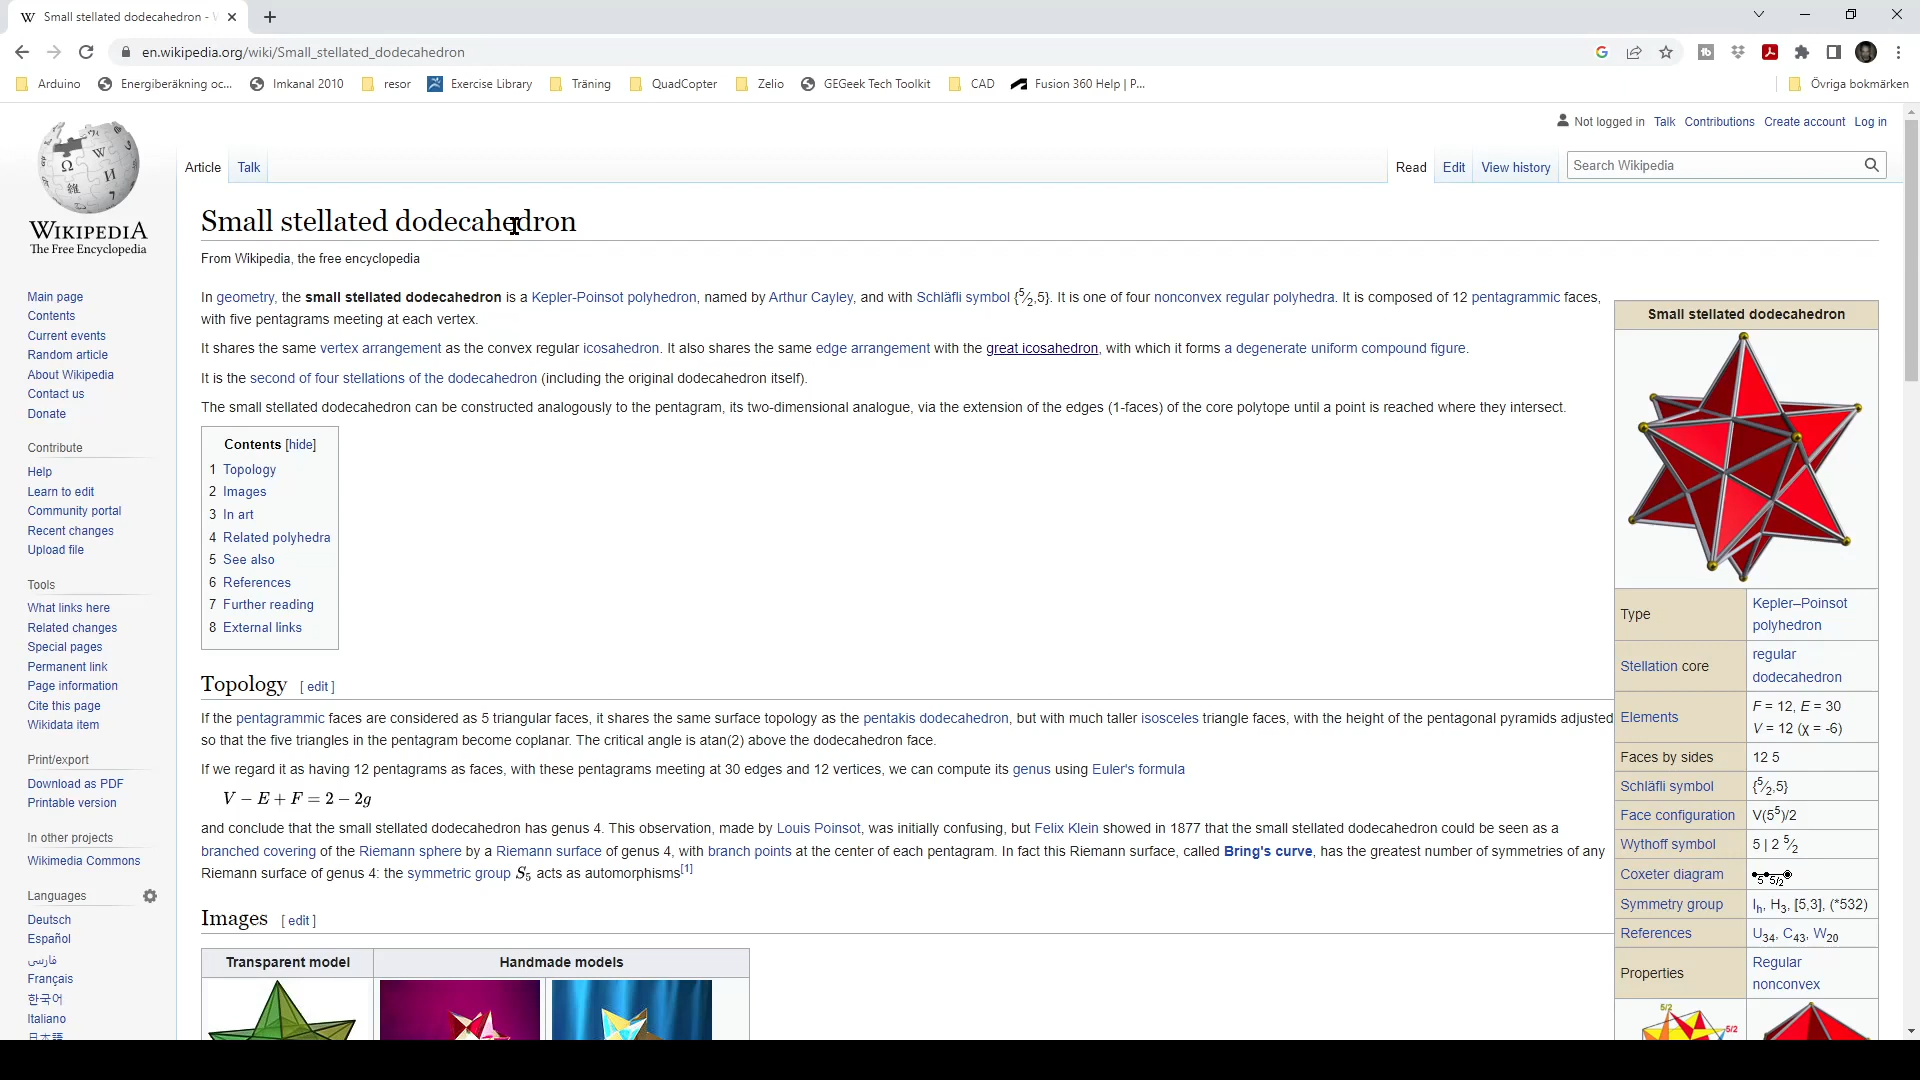 Small stellated dodecahedron -
en.wikipedia.org/wiki/Small_stellated_dodecahedron
Arduino
Energiberäkning oc...
Imkanal 2010
resor
Exercise Library
Träning
QuadCopter
Zelio
GEGeek Tech Toolkit
CAD
Fusion 360 Help | P...
Övriga bokmärken
Not logged in Talk Contributions Create account Log in
Article Talk
Read Edit View history
Search Wikipedia
WIKIPEDIA
The Free Encyclopedia
Main page
Contents
Current events
Random article
About Wikipedia
Contact us
Donate
Contribute
Help
Learn to edit
Community portal
Recent changes
Upload file
Tools
What links here
Related changes
Special pages
Permanent link
Page information
Cite this page
Wikidata item
Print/export
Download as PDF
Printable version
In other projects
Wikimedia Commons
Languages
Deutsch
Español
فارسی
Français
한국어
Italiano
日本語
Small stellated dodecahedron
From Wikipedia, the free encyclopedia
In geometry, the small stellated dodecahedron is a Kepler-Poinsot polyhedron, named by Arthur Cayley, and with Schläfli symbol {5⁄2,5}. It is one of four nonconvex regular polyhedra. It is composed of 12 pentagrammic faces,
with five pentagrams meeting at each vertex.
It shares the same vertex arrangement as the convex regular icosahedron. It also shares the same edge arrangement with the great icosahedron, with which it forms a degenerate uniform compound figure.
It is the second of four stellations of the dodecahedron (including the original dodecahedron itself).
The small stellated dodecahedron can be constructed analogously to the pentagram, its two-dimensional analogue, via the extension of the edges (1-faces) of the core polytope until a point is reached where they intersect.
Contents [hide]
1 Topology
2 Images
3 In art
4 Related polyhedra
5 See also
6 References
7 Further reading
8 External links
Topology [ edit ]
If the pentagrammic faces are considered as 5 triangular faces, it shares the same surface topology as the pentakis dodecahedron, but with much taller isosceles triangle faces, with the height of the pentagonal pyramids adjusted
so that the five triangles in the pentagram become coplanar. The critical angle is atan(2) above the dodecahedron face.
If we regard it as having 12 pentagrams as faces, with these pentagrams meeting at 30 edges and 12 vertices, we can compute its genus using Euler's formula
V − E + F = 2 − 2g
and conclude that the small stellated dodecahedron has genus 4. This observation, made by Louis Poinsot, was initially confusing, but Felix Klein showed in 1877 that the small stellated dodecahedron could be seen as a
branched covering of the Riemann sphere by a Riemann surface of genus 4, with branch points at the center of each pentagram. In fact this Riemann surface, called Bring's curve, has the greatest number of symmetries of any
Riemann surface of genus 4: the symmetric group S5 acts as automorphisms[1]
Images [ edit ]
Transparent model Handmade models
Small stellated dodecahedron
Type Kepler–Poinsot
polyhedron
Stellation core regular
dodecahedron
Elements F = 12, E = 30
V = 12 (χ = -6)
Faces by sides 12 5
Schläfli symbol {5⁄2,5}
Face configuration V(5⁵)/2
Wythoff symbol 5 | 2 5⁄2
Coxeter diagram 5 5/2
Symmetry group Ih, H3, [5,3], (*532)
References U34, C43, W20
Properties Regular
nonconvex
5/2
5/2